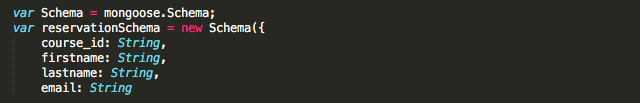 var Schema = mongoose.Schema;
var reservationSchema = new Schema({
    course_id: String,
    firstname: String,
    lastname: String,
    email: String